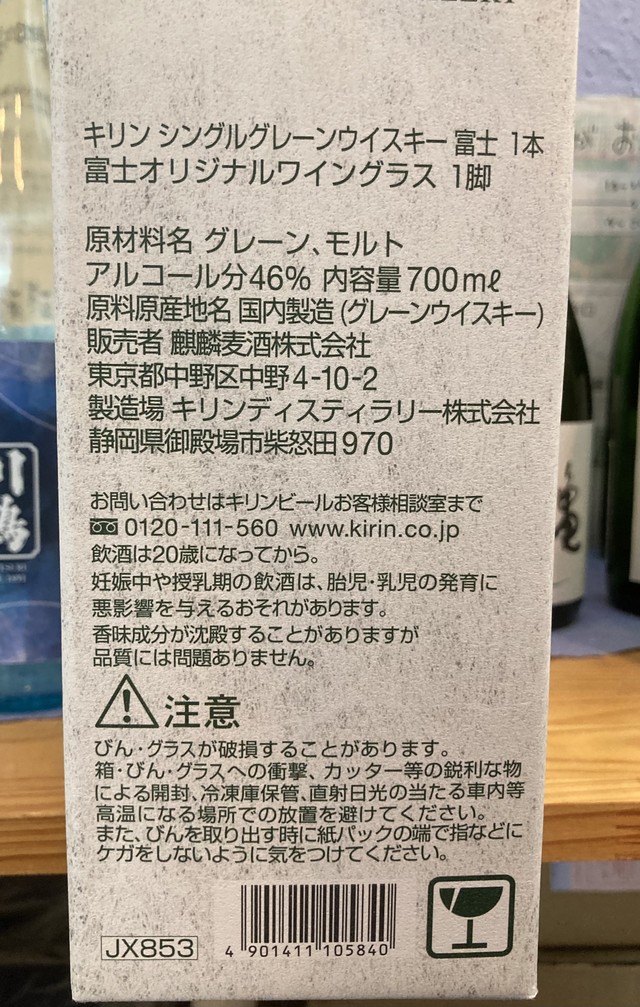 キリン シングルグレーンウイスキー 富士 1本
富士オリジナルワイングラス 1脚
原材料名 グレーン、モルト
アルコール分46% 内容量700mℓ
原料原産地名 国内製造 (グレーンウイスキー)
販売者 麒麟麦酒株式会社
東京都中野区中野4-10-2
製造場 キリンディスティラリー株式会社
静岡県御殿場市柴怒田970
お問い合わせはキリンビールお客様相談室まで
0120-111-560 www.kirin.co.jp
飲酒は20歳になってから。
妊娠中や授乳期の飲酒は、胎児・乳児の発育に
悪影響を与えるおそれがあります。
香味成分が沈殿することがありますが
品質には問題ありません。
注意
びん・グラスが破損することがあります。
箱・びん・グラスへの衝撃、カッター等の鋭利な物
による開封、冷凍庫保管、直射日光の当たる車内等
高温になる場所での放置を避けてください。
また、びんを取り出す時に紙パックの端で指などに
ケガをしないように気をつけてください。
JX853
4 901411 105840